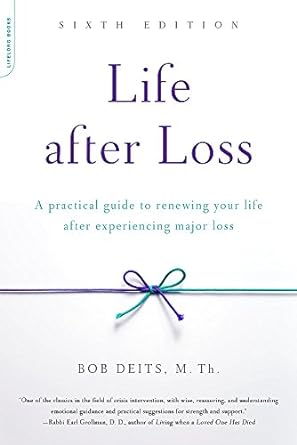 LIFELONG BOOKS
SIXTH EDITION
Life
after Loss
A practical guide to renewing your life
after experiencing major loss
BOB DEITS, M. Th.
"One of the classics in the field of crisis intervention, with wise, reassuring, and understanding
emotional guidance and practical suggestions for strength and support."
—Rabbi Earl Grollman, D. D., author of Living when a Loved One Has Died